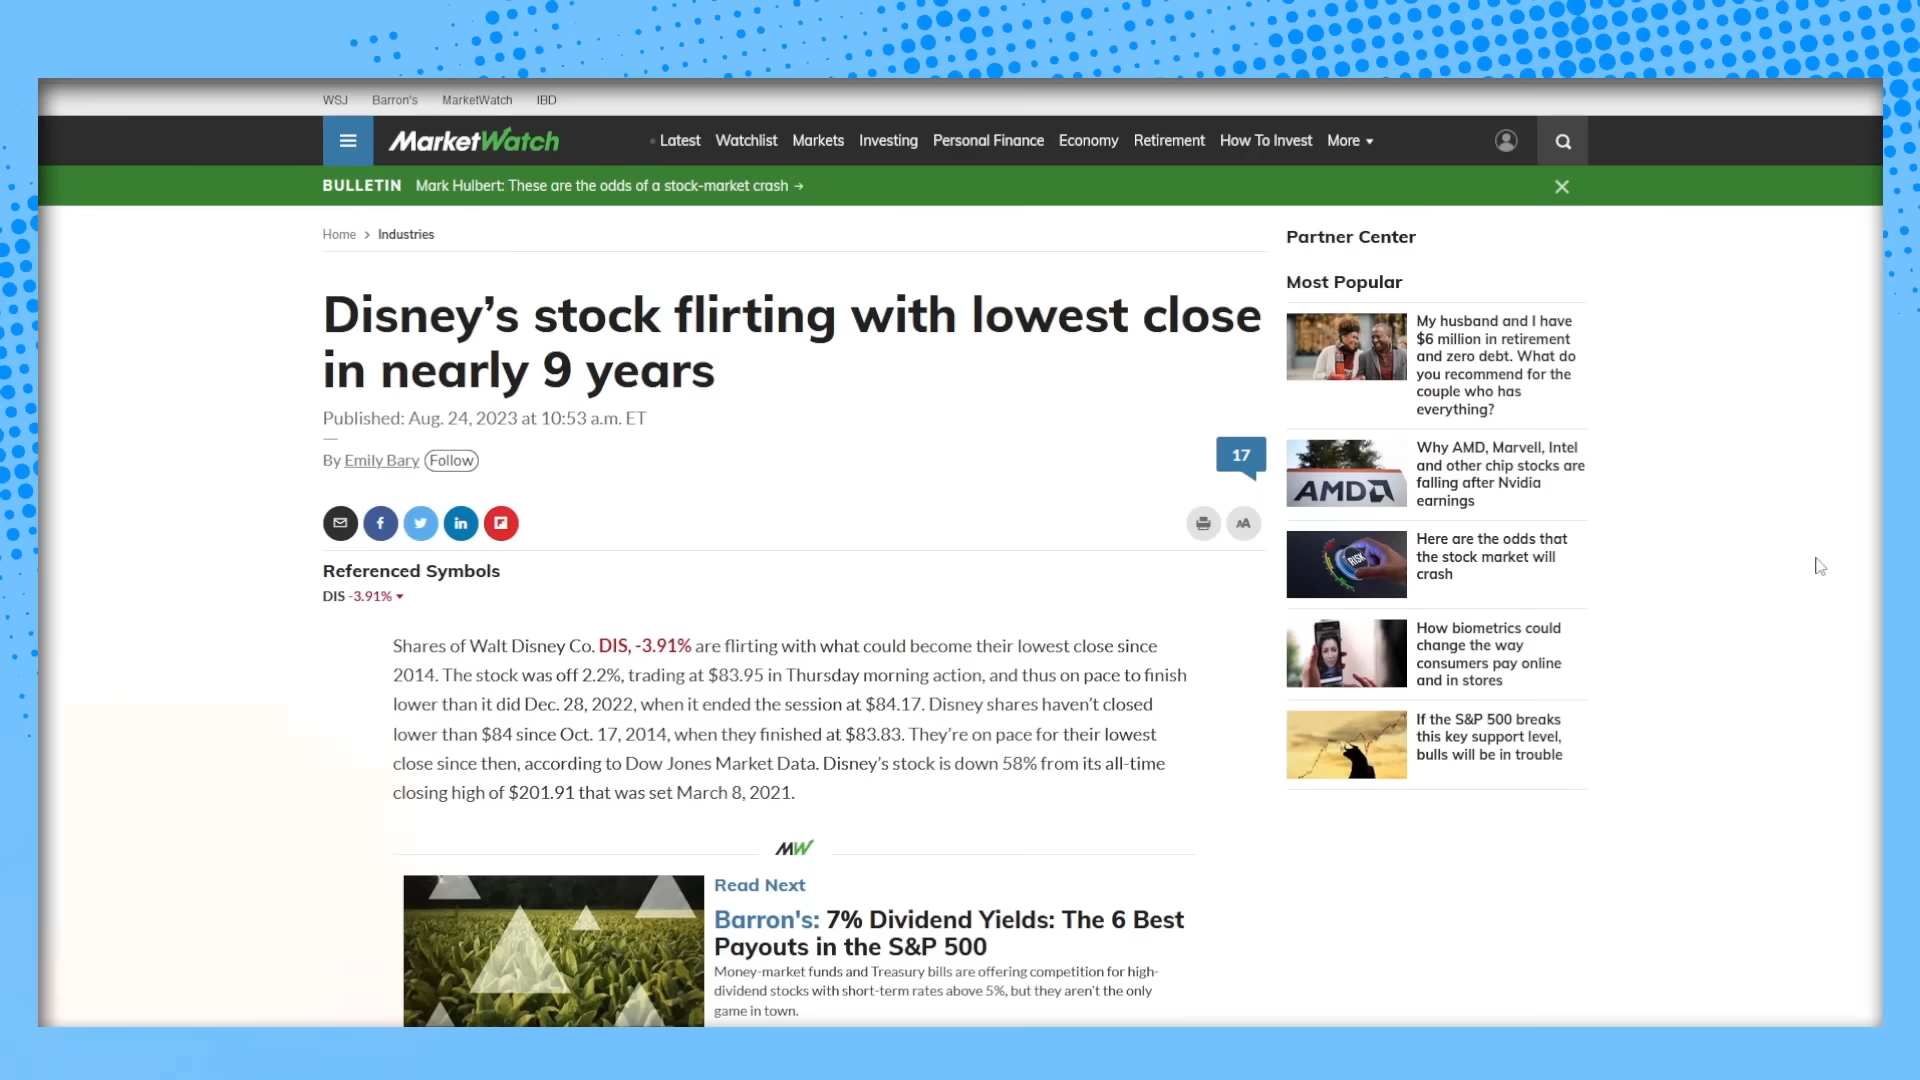 WSJ Barron's MarketWatch IBD
MarketWatch
Latest Watchlist Markets Investing Personal Finance Economy Retirement How To Invest More
BULLETIN Mark Hulbert: These are the odds of a stock-market crash →
Home > Industries
Disney’s stock flirting with lowest close
in nearly 9 years
Published: Aug. 24, 2023 at 10:53 a.m. ET
By Emily Bary Follow
17
Referenced Symbols
DIS -3.91%
Shares of Walt Disney Co. DIS, -3.91% are flirting with what could become their lowest close since
2014. The stock was off 2.2%, trading at $83.95 in Thursday morning action, and thus on pace to finish
lower than it did Dec. 28, 2022, when it ended the session at $84.17. Disney shares haven’t closed
lower than $84 since Oct. 17, 2014, when they finished at $83.83. They’re on pace for their lowest
close since then, according to Dow Jones Market Data. Disney’s stock is down 58% from its all-time
closing high of $201.91 that was set March 8, 2021.
MW
Read Next
Barron's: 7% Dividend Yields: The 6 Best
Payouts in the S&P 500
Money-market funds and Treasury bills are offering competition for high-
dividend stocks with short-term rates above 5%, but they aren't the only
game in town.
Partner Center
Most Popular
My husband and I have
$6 million in retirement
and zero debt. What do
you recommend for the
couple who has
everything?
AMD
Why AMD, Marvell, Intel
and other chip stocks are
falling after Nvidia
earnings
RISK
Here are the odds that
the stock market will
crash
How biometrics could
change the way
consumers pay online
and in stores
If the S&P 500 breaks
this key support level,
bulls will be in trouble